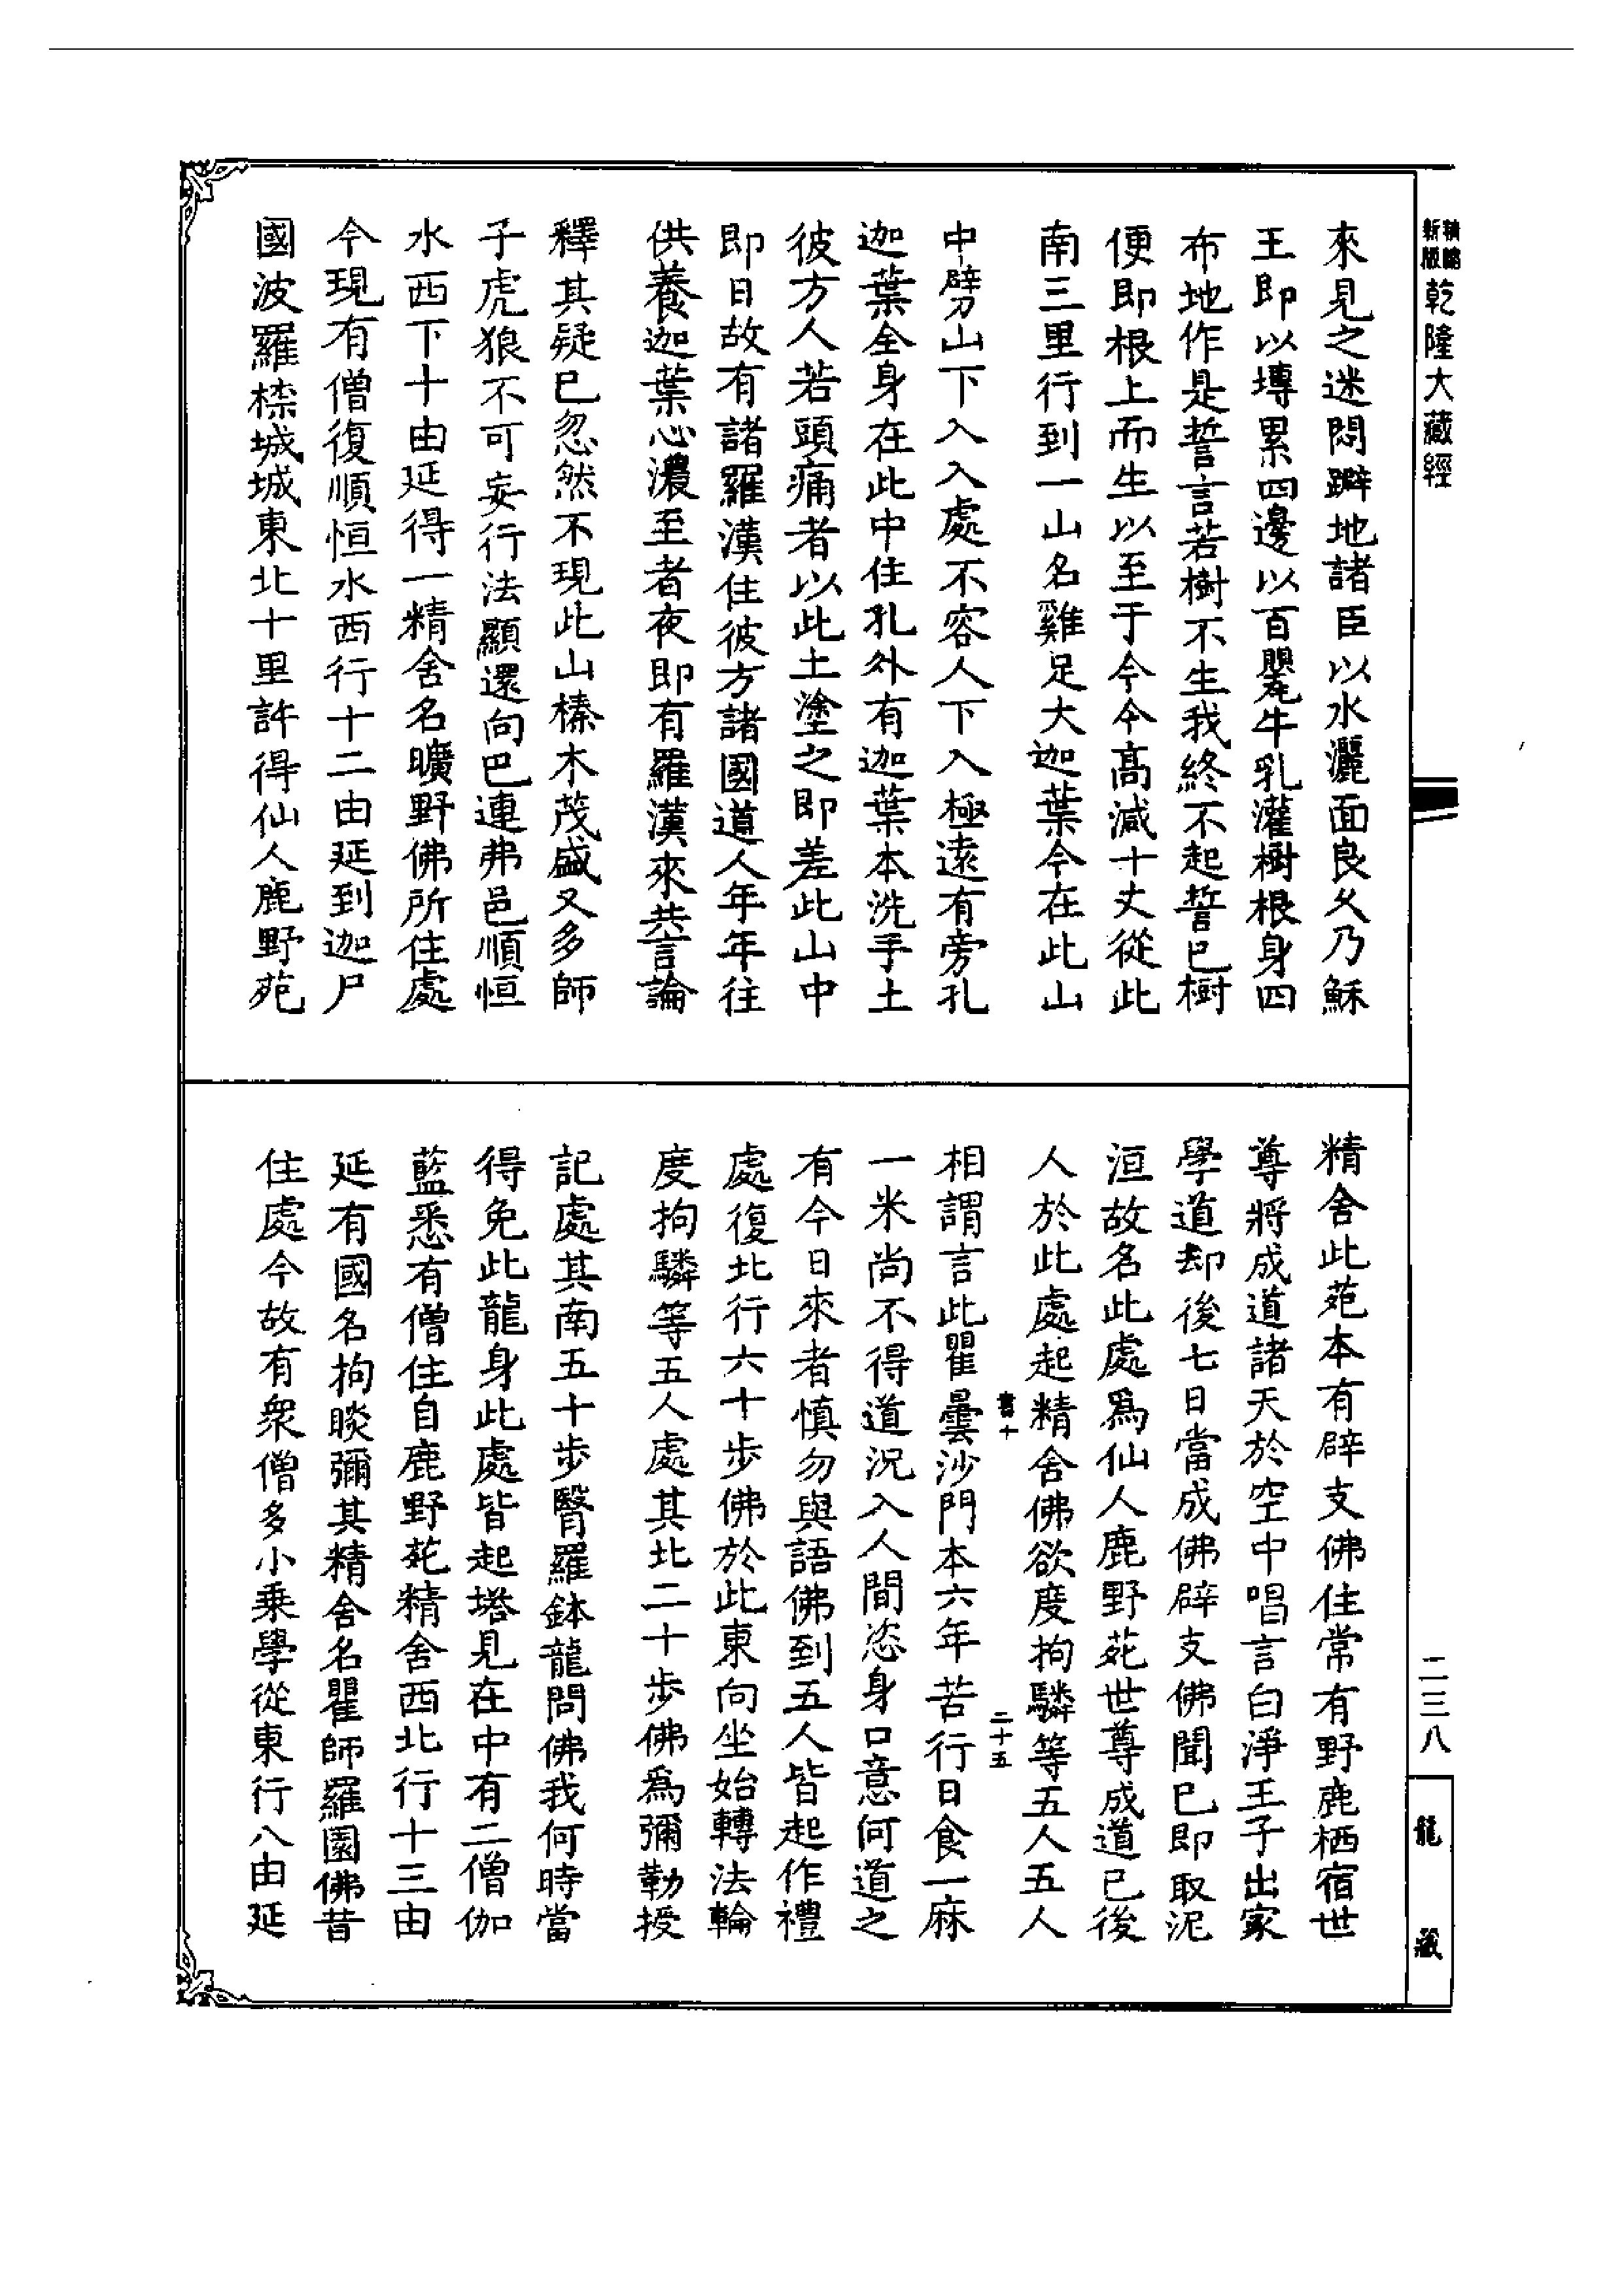 乾隆大藏經
來見之迷悶躃地諸臣以水灑面良久乃穌
王即以塼累四邊以百甖牛乳灌樹根身四
布地作是誓言若樹不生我終不起誓已樹
便即根上而生以至于今今高減十丈從此
南三里行到一山名雞足大迦葉今在此山
中劈山下入入處不容人下入極遠有旁孔
迦葉全身在此中住孔外有迦葉本洗手土
彼方人若頭痛者以此土塗之即差此山中
即日故有諸羅漢住彼方諸國道人年年往
供養迦葉心濃至者夜即有羅漢來共言論
釋其疑已忽然不現此山榛木茂盛又多師
子虎狼不可妄行法顯還向巴連弗邑順恒
水西下十由延得一精舍名曠野佛所住處
今現有僧復順恒水西行十二由延到迦尸
國波羅㮈城城東北十里許得仙人鹿野苑
精舍此苑本有辟支佛住常有野鹿栖宿世
尊將成道諸天於空中唱言白淨王子出家
學道却後七日當成佛辟支佛聞已即取泥
洹故名此處爲仙人鹿野苑世尊成道已後
人於此處起精舍佛欲度拘驎等五人五人
相謂言此瞿曇沙門本六年苦行日食一麻
一米尚不得道況入人間恣身口意何道之
有今日來者慎勿與語佛到五人皆起作禮
處復北行六十步佛於此東向坐始轉法輪
度拘驎等五人處其北二十步佛爲彌勒授
記處其南五十步翳羅鉢龍問佛我何時當
得免此龍身此處皆起塔見在中有二僧伽
藍悉有僧住自鹿野苑精舍西北行十三由
延有國名拘睒彌其精舍名瞿師羅園佛昔
住處今故有衆僧多小乘學從東行八由延
二十五
二三八
龍藏